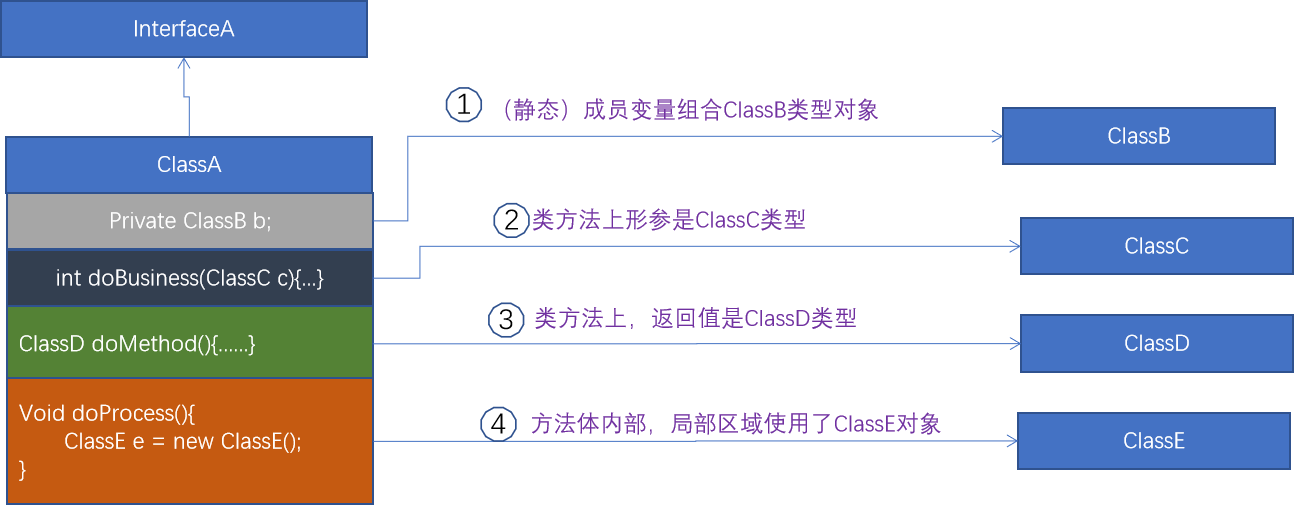 InterfaceA
ClassA
Private ClassB b;
int doBusiness(ClassC c){...}
ClassD doMethod(){......}
Void doProcess(){
ClassE e = new ClassE();
}
① （静态）成员变量组合ClassB类型对象
ClassB
② 类方法上形参是ClassC类型
ClassC
③ 类方法上，返回值是ClassD类型
ClassD
④ 方法体内部，局部区域使用了ClassE对象
ClassE